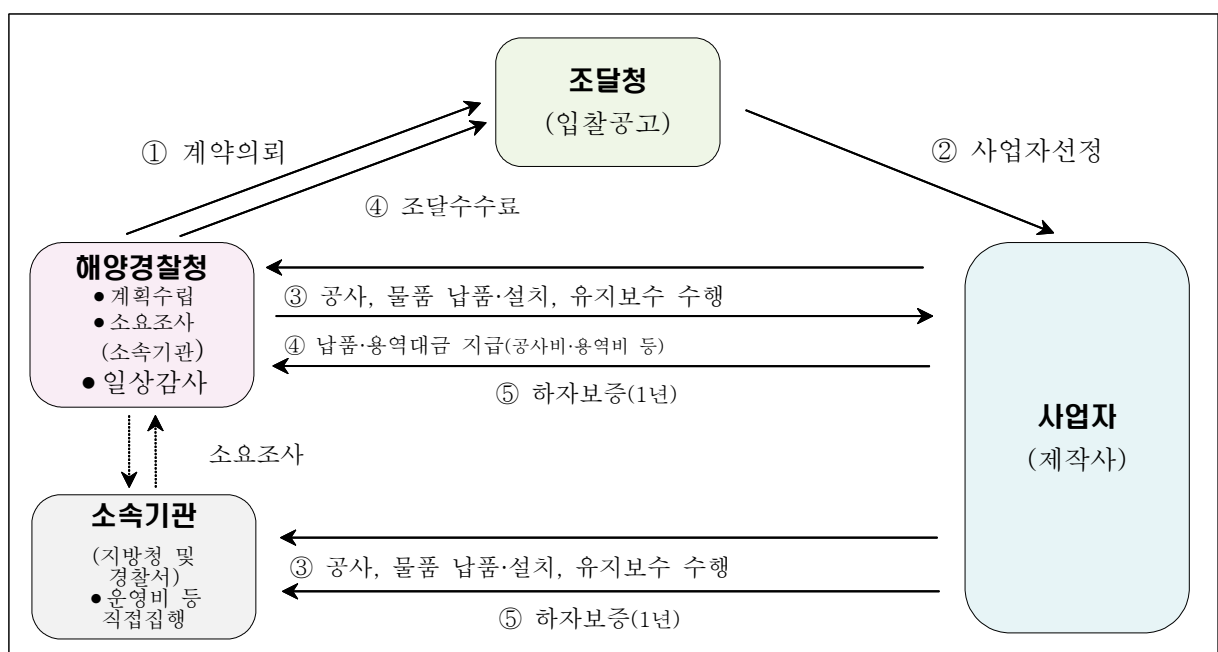 조달청
(입찰공고)
① 계약의뢰
② 사업자선정
④ 조달수수료
해양경찰청
● 계획수립
● 소요조사
(소속기관)
● 일상감사
③ 공사, 물품 납품·설치, 유지보수 수행
④ 납품·용역대금 지급(공사비·용역비 등)
⑤ 하자보증(1년)
사업자
(제작사)
소요조사
소속기관
(지방청 및
경찰서)
● 운영비 등
직접집행
③ 공사, 물품 납품·설치, 유지보수 수행
⑤ 하자보증(1년)